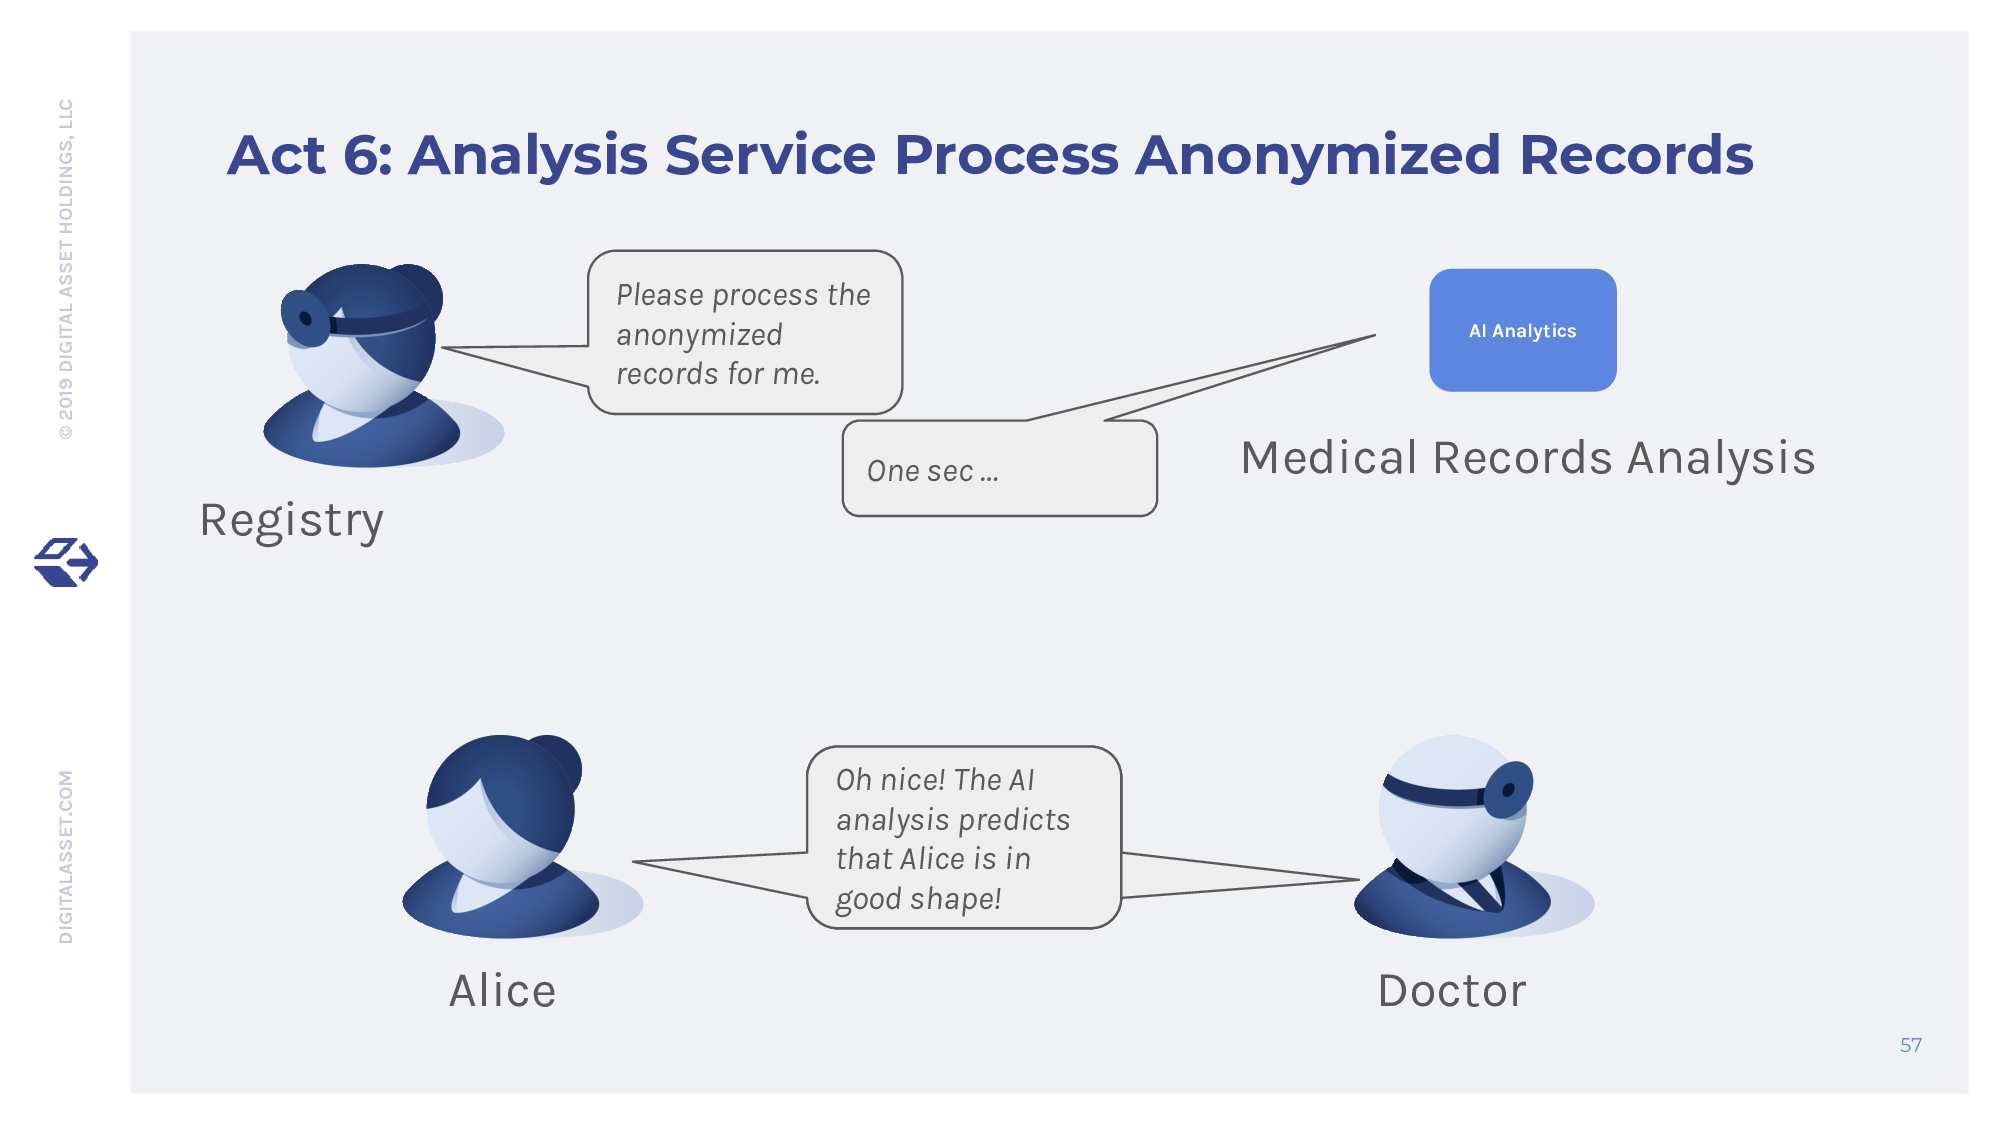 © 2019 DIGITAL ASSET HOLDINGS, LLC
DIGITALASSET.COM
Act 6: Analysis Service Process Anonymized Records
Please process the
anonymized
records for me.
AI Analytics
One sec ...
Medical Records Analysis
Registry
Oh nice! The AI
analysis predicts
that Alice is in
good shape!
Alice
Doctor
57